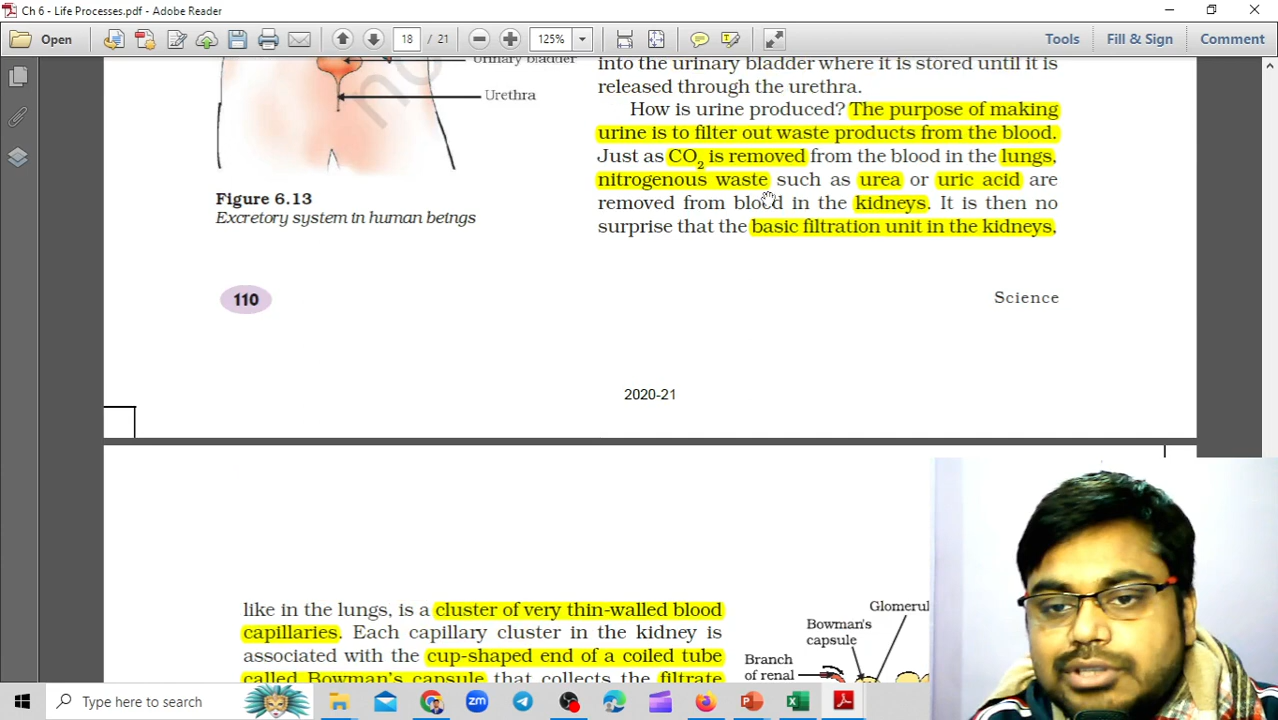 Ch 6 - Life Processes.pdf - Adobe Reader
Open
18 / 21
125%
Tools
Fill & Sign
Comment
Urinary bladder
Urethra
Figure 6.13
Excretory system in human beings
into the urinary bladder where it is stored until it is
released through the urethra.
How is urine produced? The purpose of making
urine is to filter out waste products from the blood.
Just as CO2 is removed from the blood in the lungs,
nitrogenous waste such as urea or uric acid are
removed from blood in the kidneys. It is then no
surprise that the basic filtration unit in the kidneys,
110
Science
2020-21
like in the lungs, is a cluster of very thin-walled blood
capillaries. Each capillary cluster in the kidney is
associated with the cup-shaped end of a coiled tube
called Bowman's capsule that collects the filtrate
Glomerul
Bowman's
capsule
Branch
of renal
Type here to search